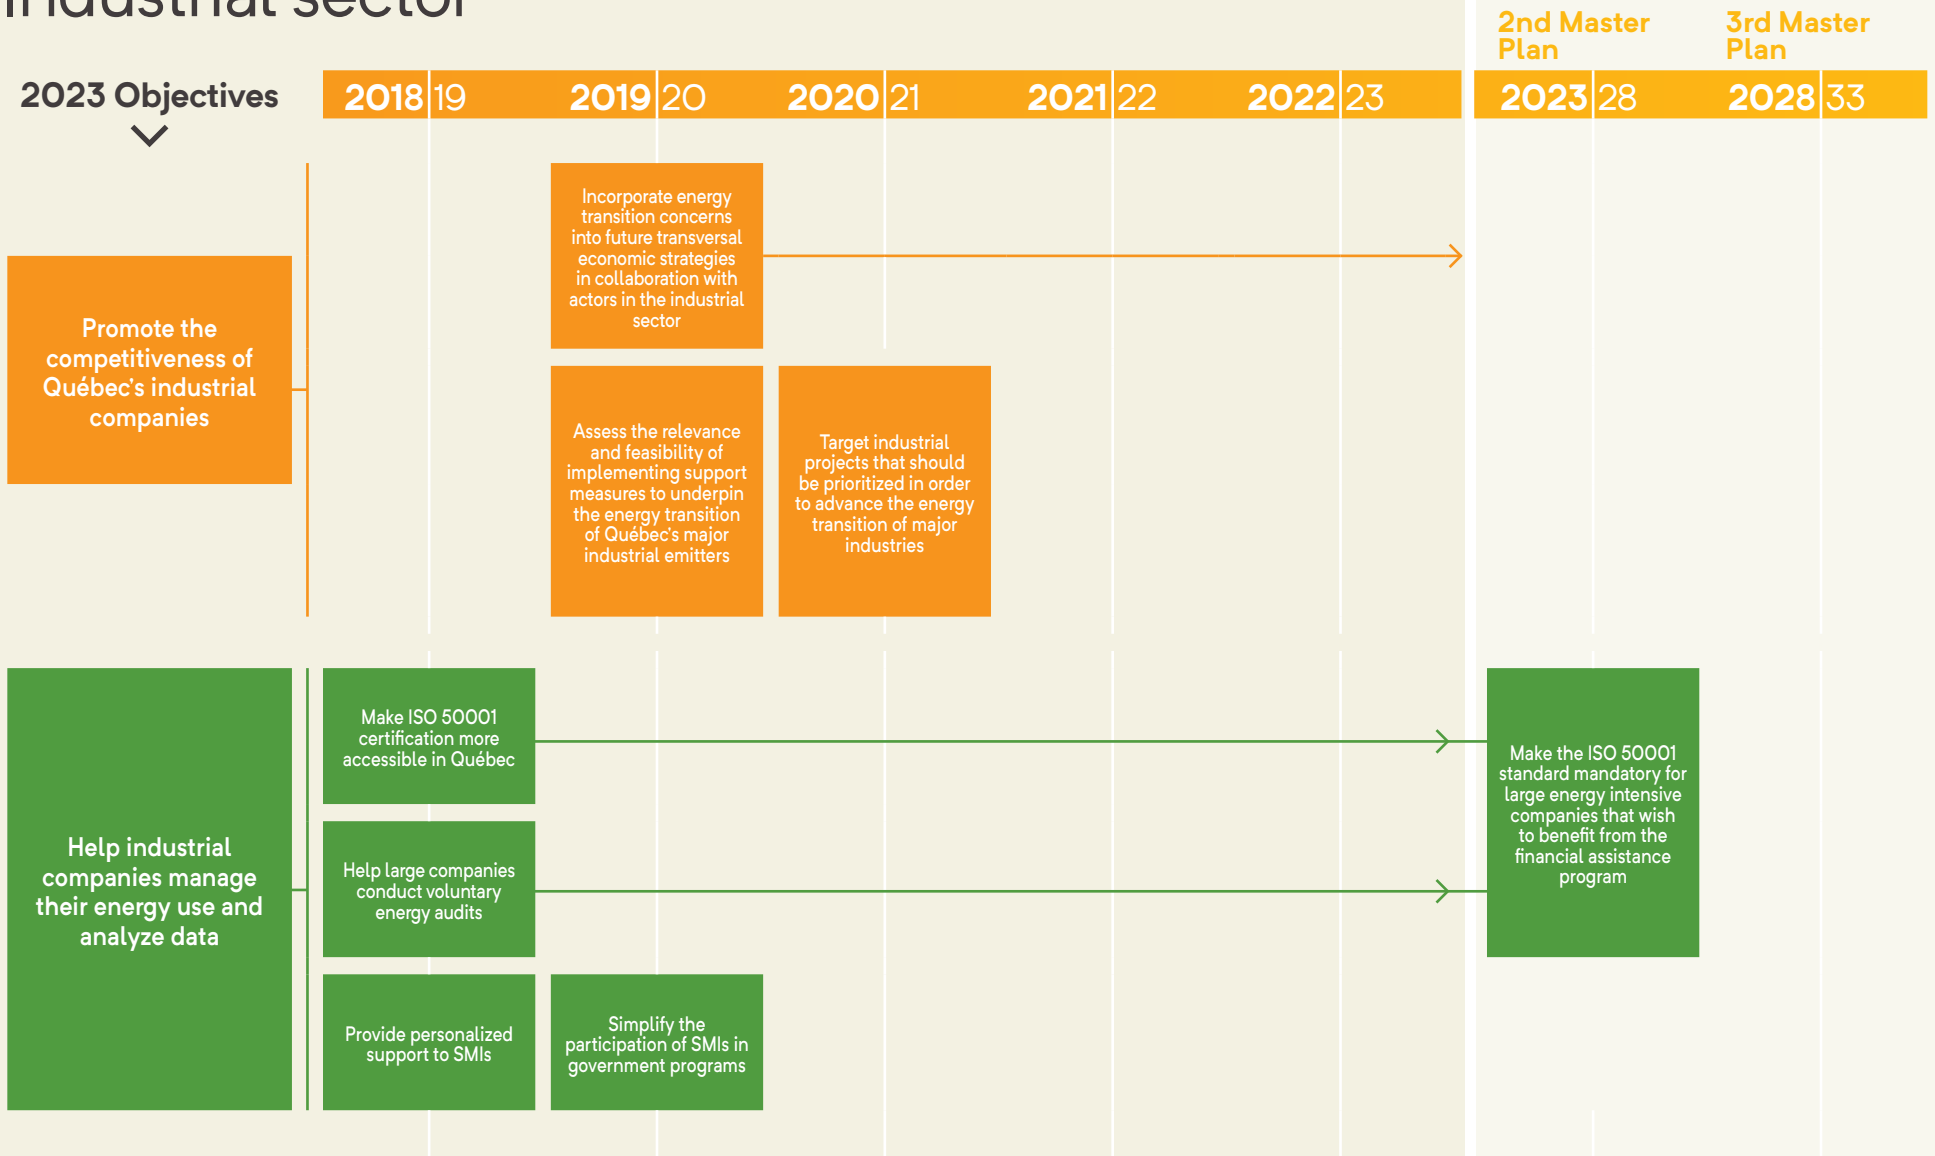 industrial sector
2nd Master
Plan
3rd Master
Plan
2023 Objectives
2018|19
2019|20
2020|21
2021|22
2022|23
2023|28
2028|33
Promote the
competitiveness of
Québec's industrial
companies
Incorporate energy
transition concerns
into future transversal
economic strategies
in collaboration with
actors in the industrial
sector
Assess the relevance
and feasibility of
implementing support
measures to underpin
the energy transition
of Québec's major
industrial emitters
Target industrial
projects that should
be prioritized in order
to advance the energy
transition of major
industries
Help industrial
companies manage
their energy use and
analyze data
Make ISO 50001
certification more
accessible in Québec
Help large companies
conduct voluntary
energy audits
Make the ISO 50001
standard mandatory for
large energy intensive
companies that wish
to benefit from the
financial assistance
program
Provide personalized
support to SMIs
Simplify the
participation of SMIs in
government programs